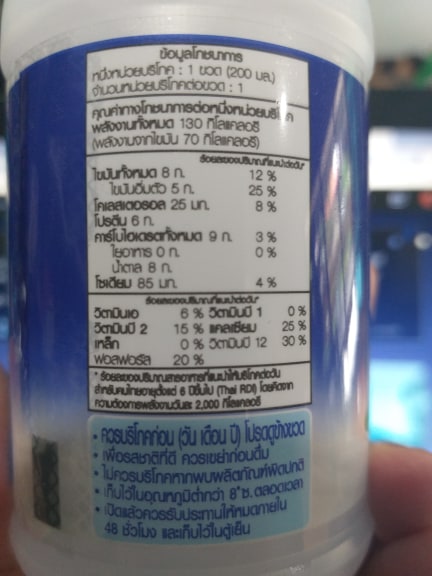 ข้อมูลโภชนาการ
หนึ่งหน่วยบริโภค : 1 ขวด (200 มล.)
จำนวนหน่วยบริโภคต่อขวด : 1
คุณค่าทางโภชนาการต่อหนึ่งหน่วยบริโภค
พลังงานทั้งหมด 130 กิโลแคลอรี
(พลังงานจากไขมัน 70 กิโลแคลอรี)
ร้อยละของปริมาณที่แนะนำต่อวัน*
ไขมันทั้งหมด 8 ก. 12 %
ไขมันอิ่มตัว 5 ก. 25 %
โคเลสเตอรอล 25 มก. 8 %
โปรตีน 6 ก.
คาร์โบไฮเดรตทั้งหมด 9 ก. 3 %
ใยอาหาร 0 ก. 0 %
น้ำตาล 8 ก.
โซเดียม 85 มก. 4 %
ร้อยละของปริมาณที่แนะนำต่อวัน*
วิตามินเอ 6 % วิตามินบี 1 0 %
วิตามินบี 2 15 % แคลเซียม 25 %
เหล็ก 0 % วิตามินบี 12 30 %
ฟอสฟอรัส 20 %
* ร้อยละของปริมาณสารอาหารที่แนะนำให้บริโภคต่อวัน
สำหรับคนไทยอายุตั้งแต่ 6 ปีขึ้นไป (Thai RDI) โดยคิดจาก
ความต้องการพลังงานวันละ 2,000 กิโลแคลอรี
• ควรบริโภคก่อน (วัน เดือน ปี) โปรดดูข้างขวด
• เพื่อรสชาติที่ดี ควรเขย่าก่อนดื่ม
• ไม่ควรบริโภคหากพบผลิตภัณฑ์ผิดปกติ
• เก็บไว้ในอุณหภูมิต่ำกว่า 8°ซ. ตลอดเวลา
• เปิดแล้วควรรับประทานให้หมดภายใน
48 ชั่วโมง และเก็บไว้ในตู้เย็น